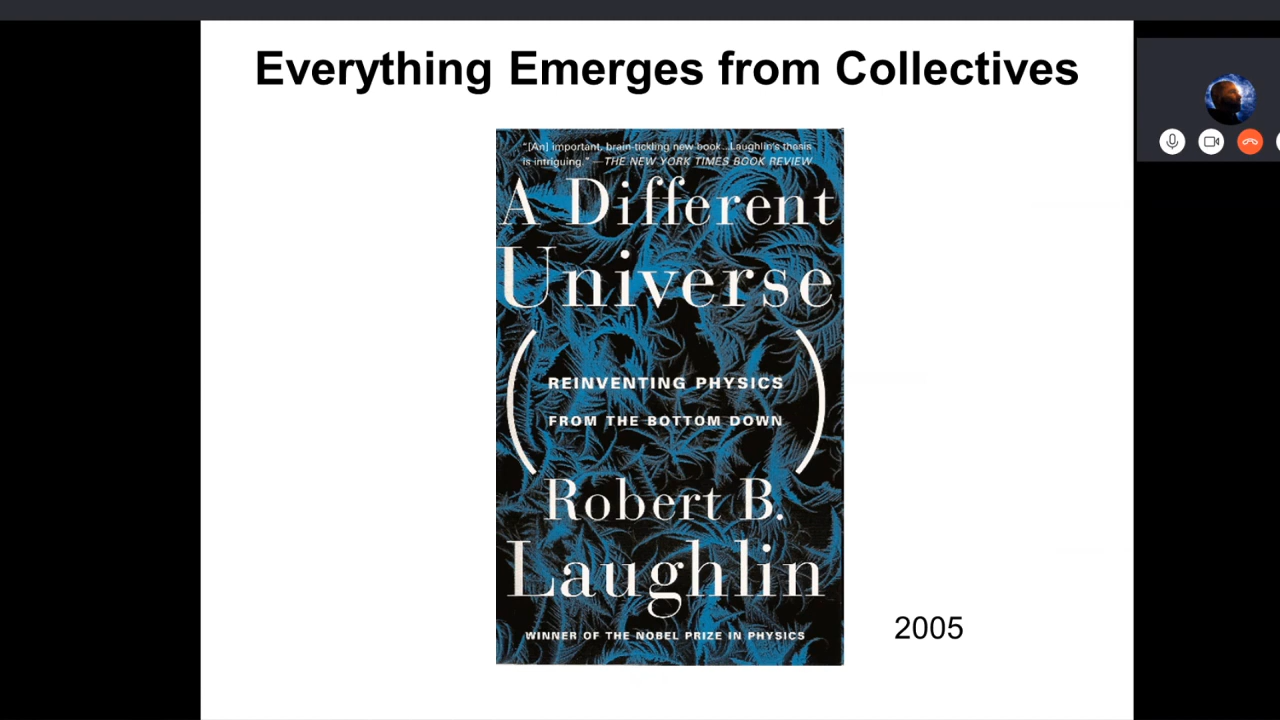 Everything Emerges from Collectives
“[An] important, brain-tickling new book...Laughlin's thesis
is intriguing.” —THE NEW YORK TIMES BOOK REVIEW
A Different
Universe
(REINVENTING PHYSICS
FROM THE BOTTOM DOWN)
Robert B.
Laughlin
WINNER OF THE NOBEL PRIZE IN PHYSICS
2005